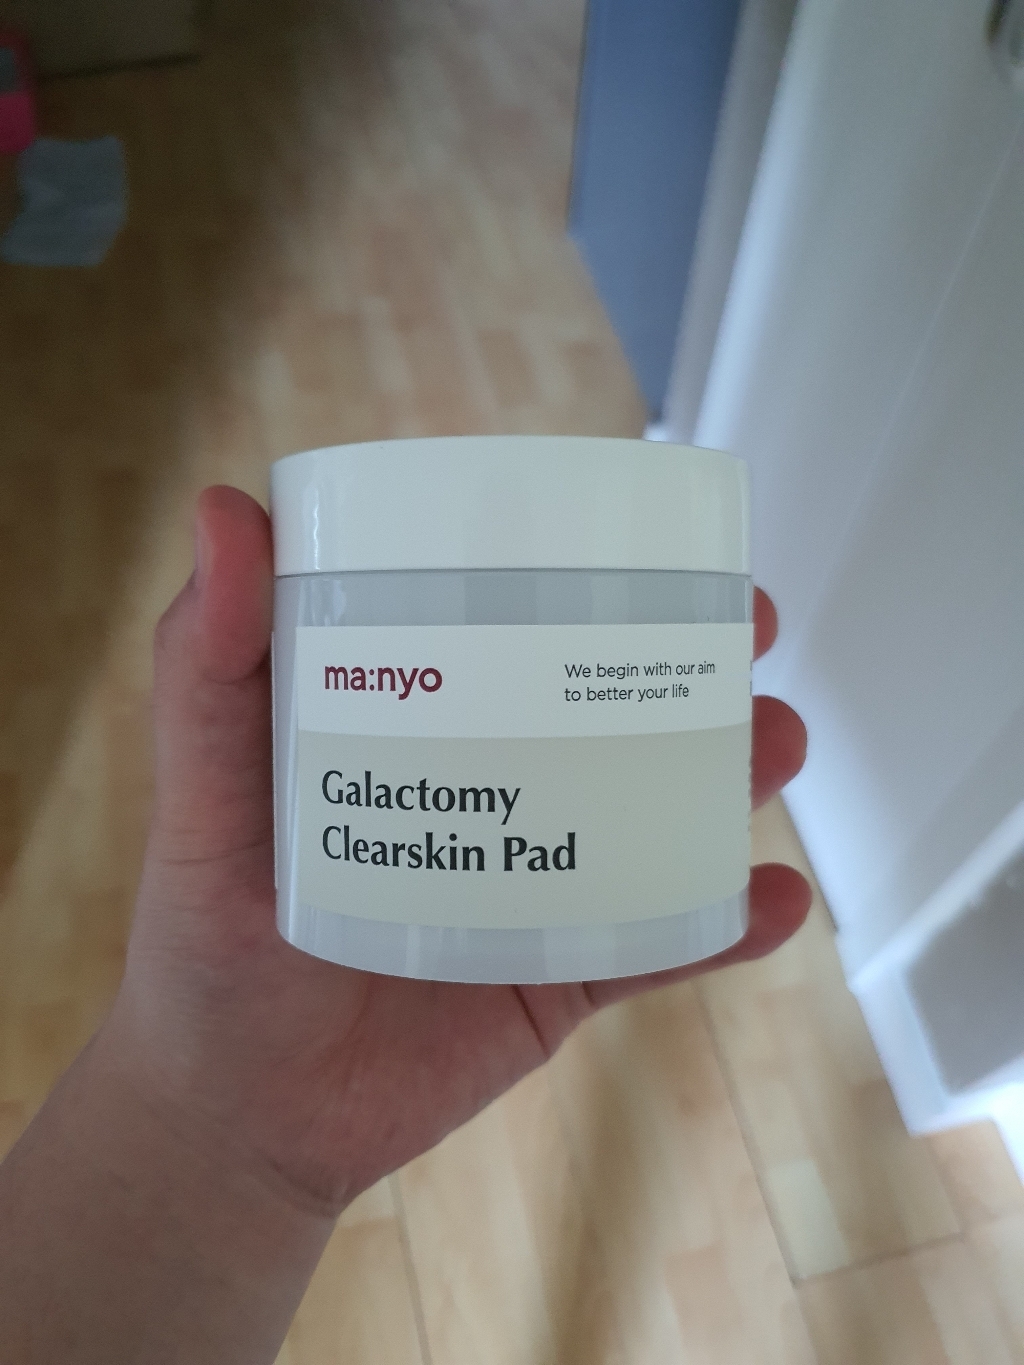 ma:nyo
We begin with our aim
to better your life
Galactomy
Clearskin Pad